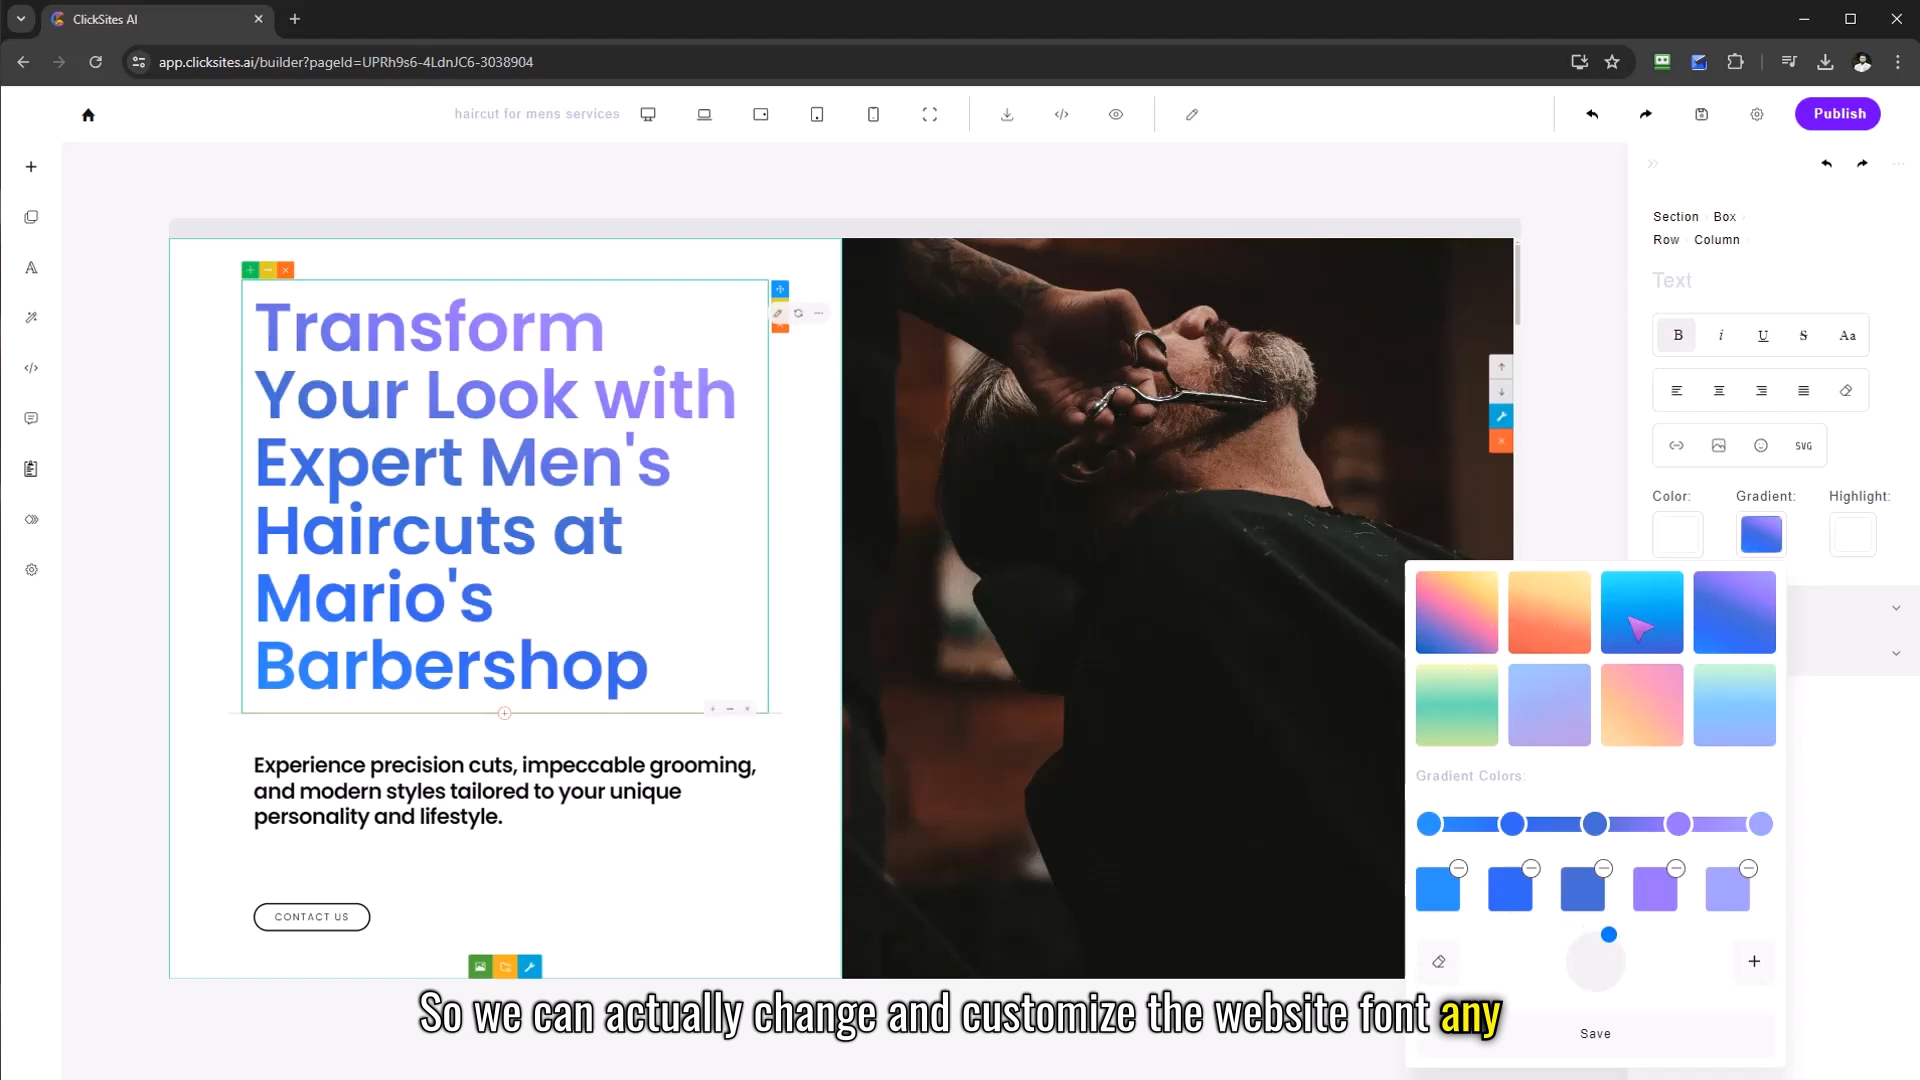 ClickSites AI
app.clicksites.ai/builder?pageId=UPRh9s6-4LdnJC6-3038904
haircut for mens services
Publish
Section Box
Row Column
Text
B i U S Aa
SVG
Color: Gradient: Highlight:
Transform
Your Look with
Expert Men's
Haircuts at
Mario's
Barbershop
Experience precision cuts, impeccable grooming,
and modern styles tailored to your unique
personality and lifestyle.
CONTACT US
Gradient Colors:
Save
So we can actually change and customize the website font any